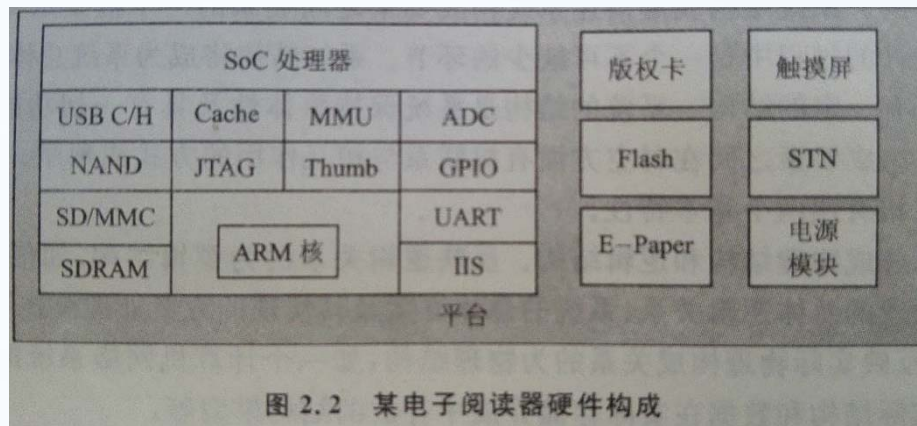 SoC 处理器
USB C/H Cache MMU ADC
NAND JTAG Thumb GPIO
SD/MMC UART
ARM 核
SDRAM IIS
版权卡 触摸屏
Flash STN
E-Paper 电源
模块
平台
图 2.2 某电子阅读器硬件构成